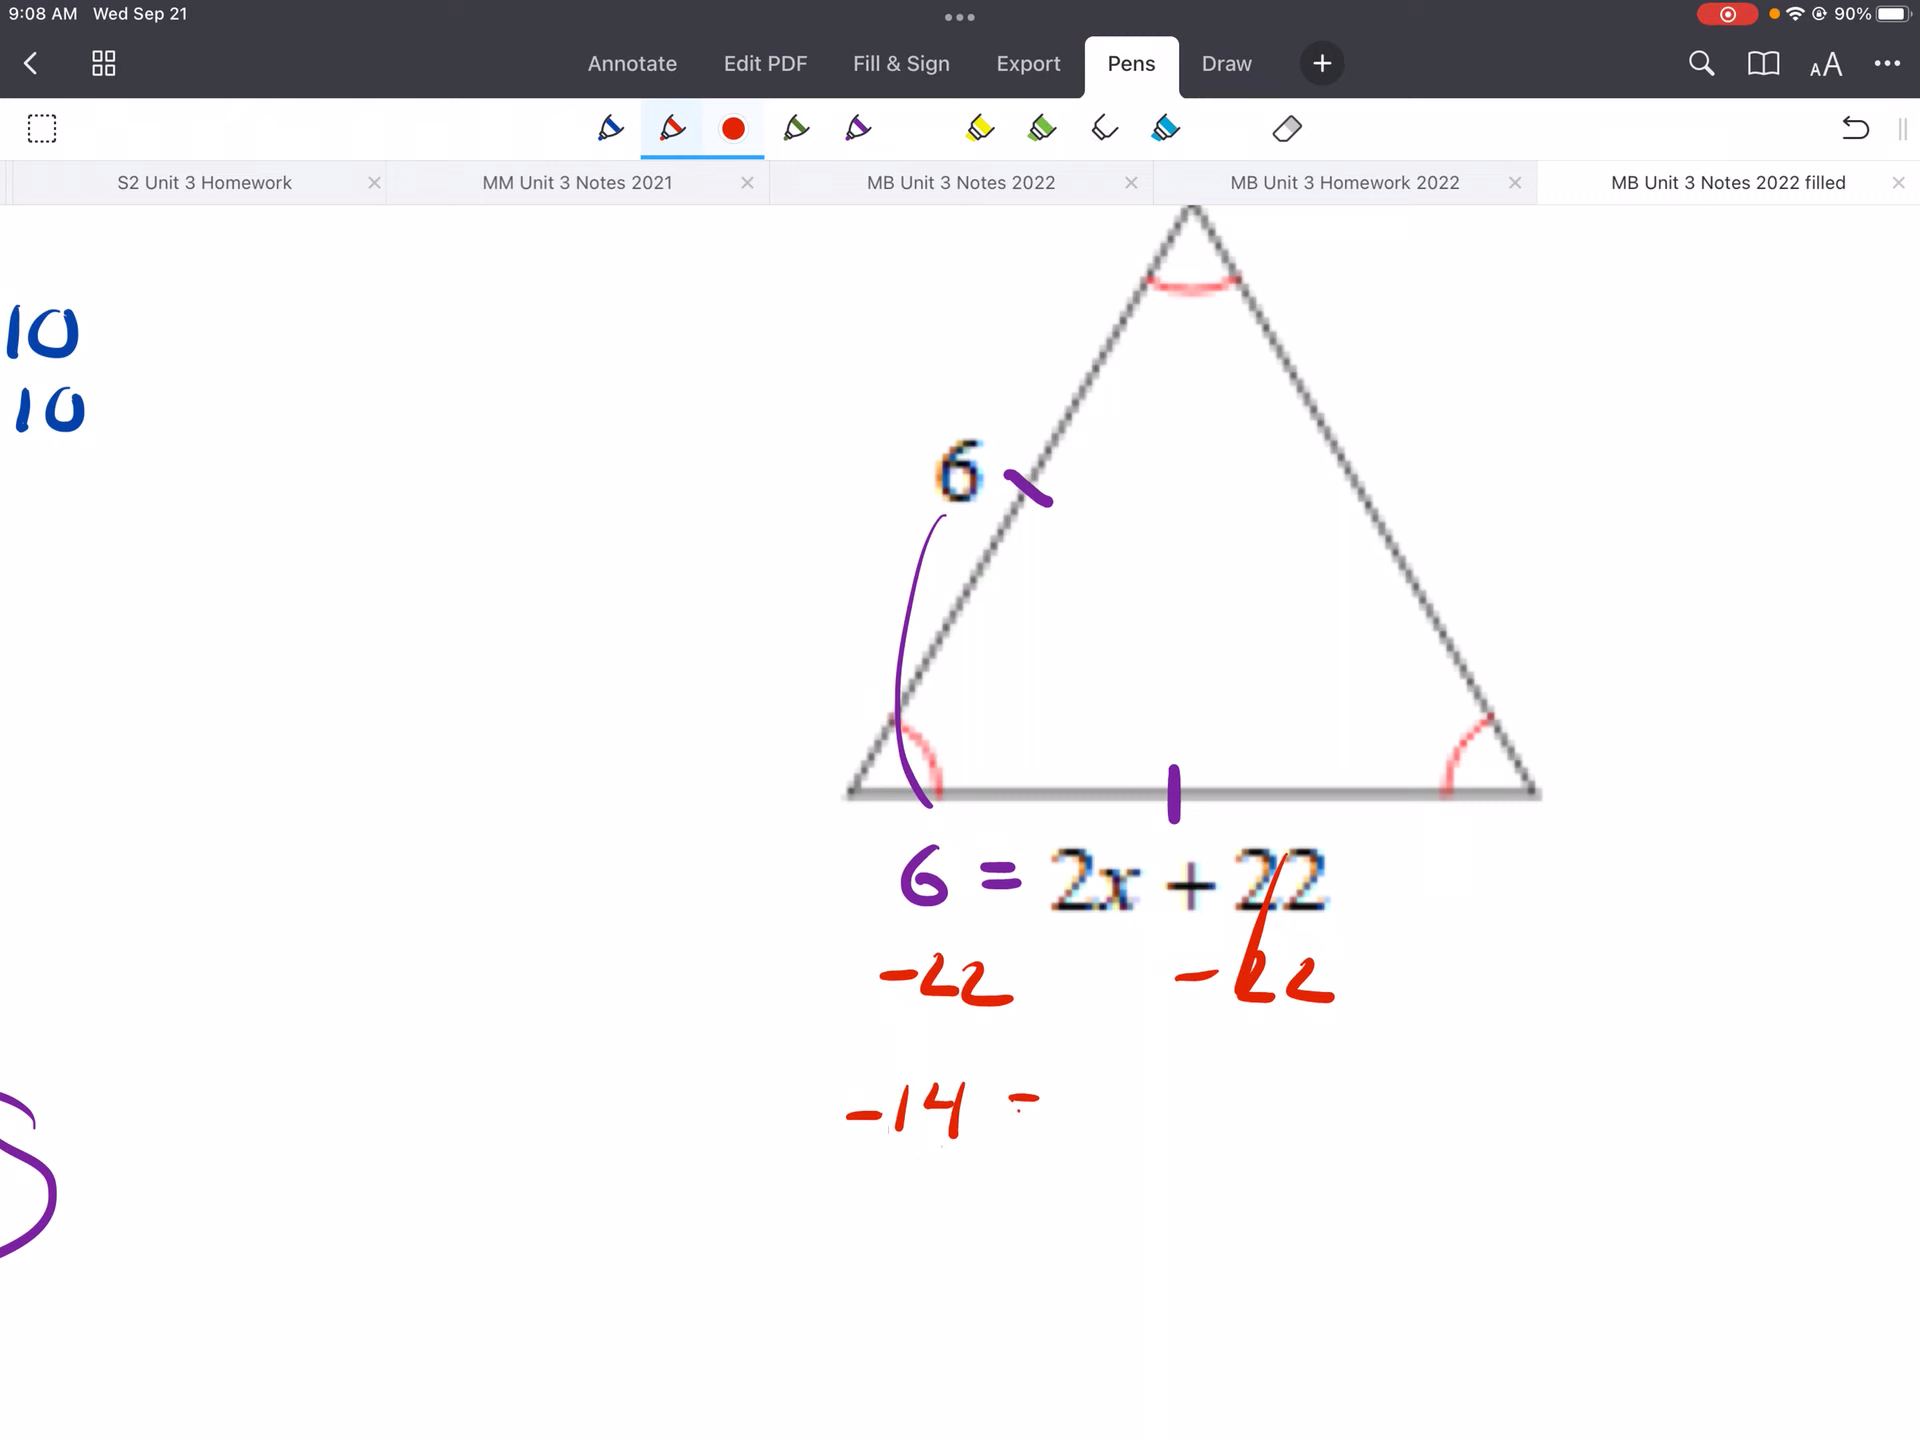 9:08 AM Wed Sep 21
90%
Annotate Edit PDF Fill & Sign Export Pens Draw
AA
S2 Unit 3 Homework
MM Unit 3 Notes 2021
MB Unit 3 Notes 2022
MB Unit 3 Homework 2022
MB Unit 3 Notes 2022 filled
10
10
6
6 = 2x + 22
-22 -22
-14 =